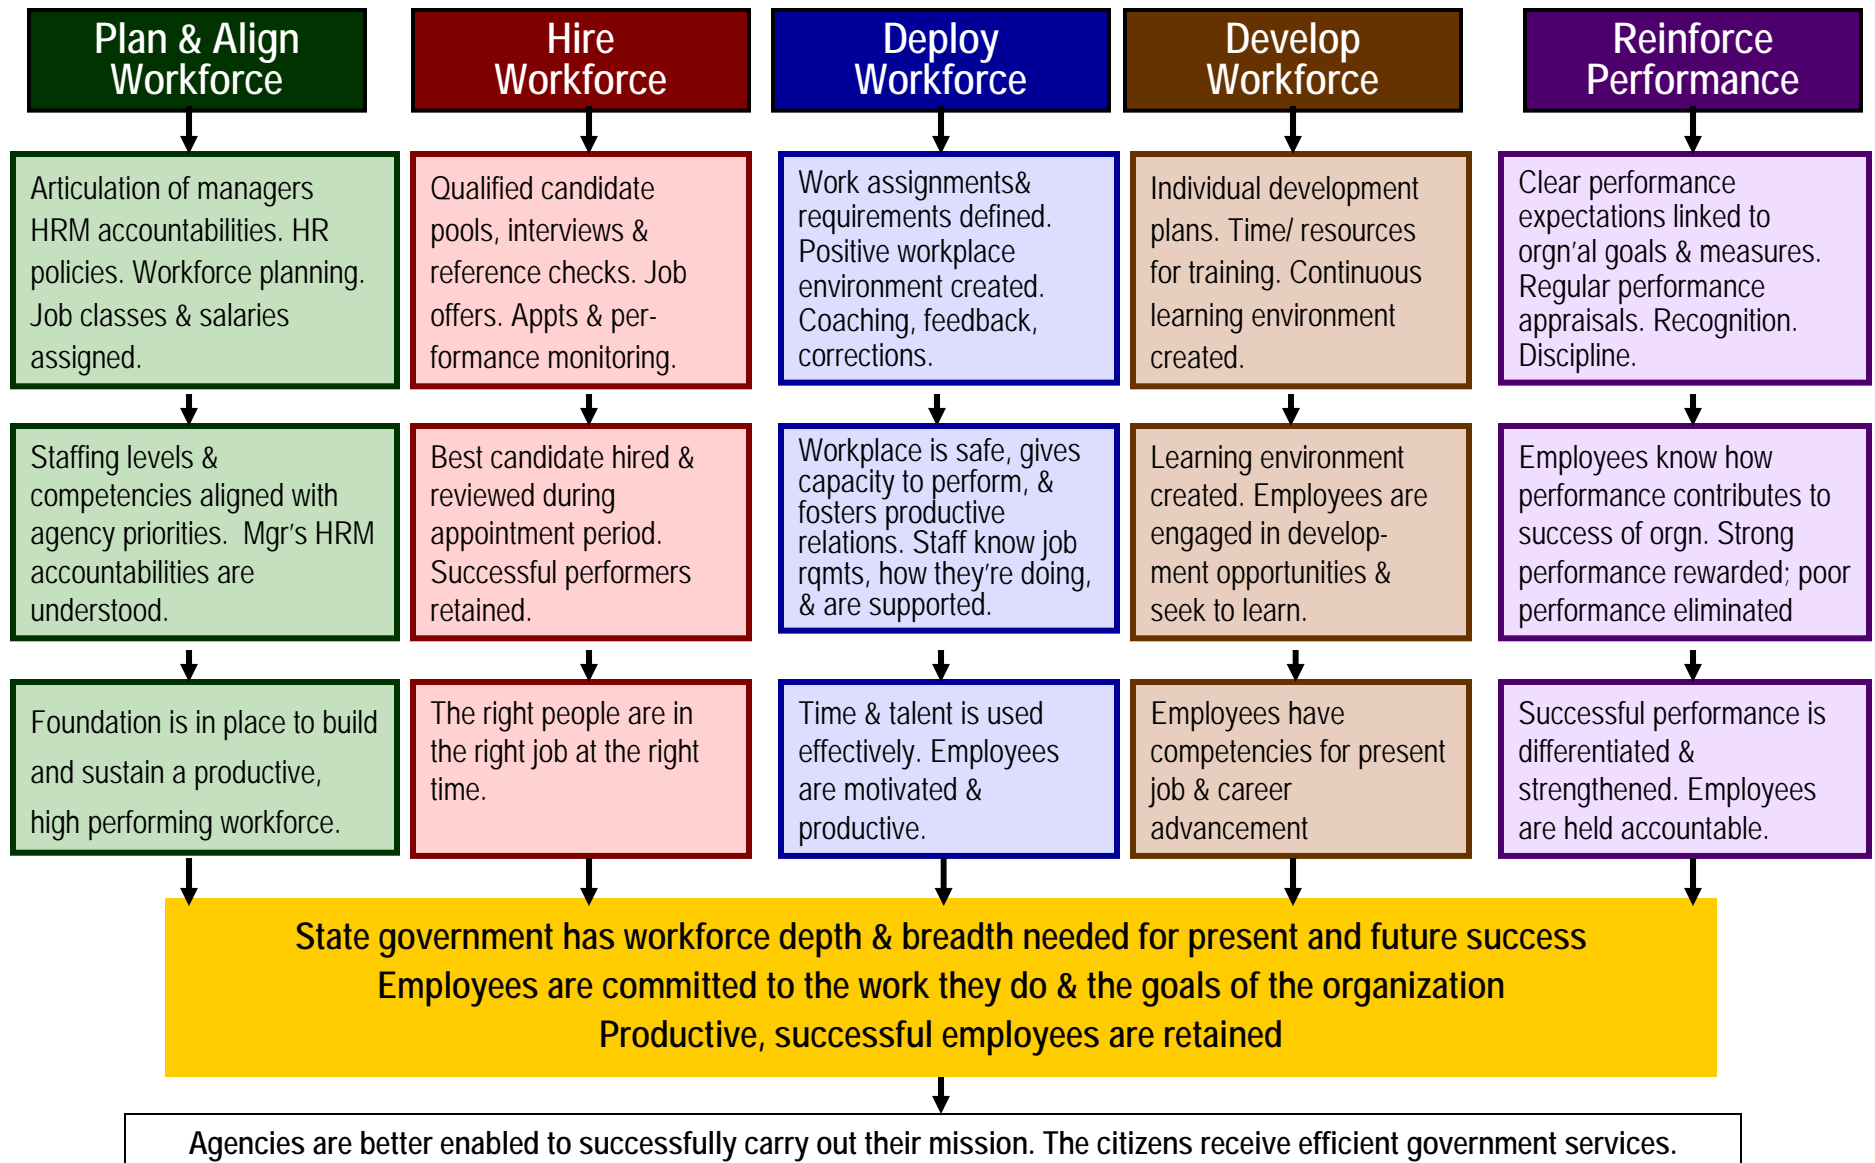 Plan & Align
Workforce
Hire
Workforce
Deploy
Workforce
Develop
Workforce
Reinforce
Performance
Articulation of managers
HRM accountabilities. HR
policies. Workforce planning.
Job classes & salaries
assigned.
Qualified candidate
pools, interviews &
reference checks. Job
offers. Appts & per-
formance monitoring.
Work assignments&
requirements defined.
Positive workplace
environment created.
Coaching, feedback,
corrections.
Individual development
plans. Time/ resources
for training. Continuous
learning environment
created.
Clear performance
expectations linked to
orgn'al goals & measures.
Regular performance
appraisals. Recognition.
Discipline.
Staffing levels &
competencies aligned with
agency priorities.  Mgr's HRM
accountabilities are
understood.
Best candidate hired &
reviewed during
appointment period.
Successful performers
retained.
Workplace is safe, gives
capacity to perform, &
fosters productive
relations. Staff know job
rqmts, how they're doing,
& are supported.
Learning environment
created. Employees are
engaged in develop-
ment opportunities &
seek to learn.
Employees know how
performance contributes to
success of orgn. Strong
performance rewarded; poor
performance eliminated
Foundation is in place to build
and sustain a productive,
high performing workforce.
The right people are in
the right job at the right
time.
Time & talent is used
effectively. Employees
are motivated &
productive.
Employees have
competencies for present
job & career
advancement
Successful performance is
differentiated &
strengthened. Employees
are held accountable.
State government has workforce depth & breadth needed for present and future success
Employees are committed to the work they do & the goals of the organization
Productive, successful employees are retained
Agencies are better enabled to successfully carry out their mission. The citizens receive efficient government services.